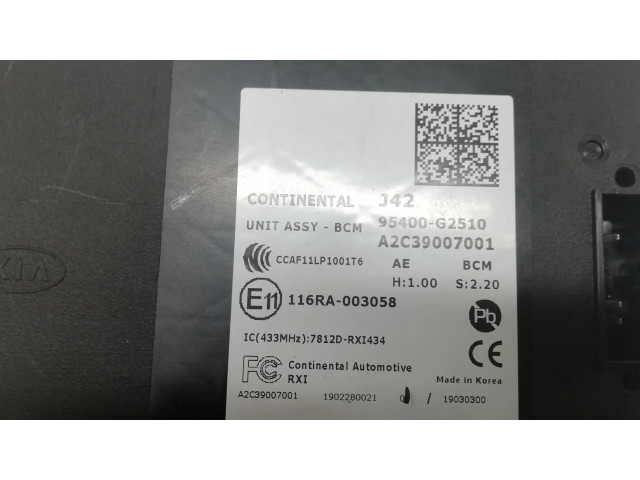 CONTINENTAL J42
UNIT ASSY - BCM 95400-G2510
A2C39007001
CCAF11LP1001T6 AE BCM
H:1.00 S:2.20
E11 116RA-003058
Pb
IC(433MHz):7812D-RXI434
FC Continental Automotive
RXI
CE
Made in Korea
A2C39007001 1902280021 / 19030300
KIA